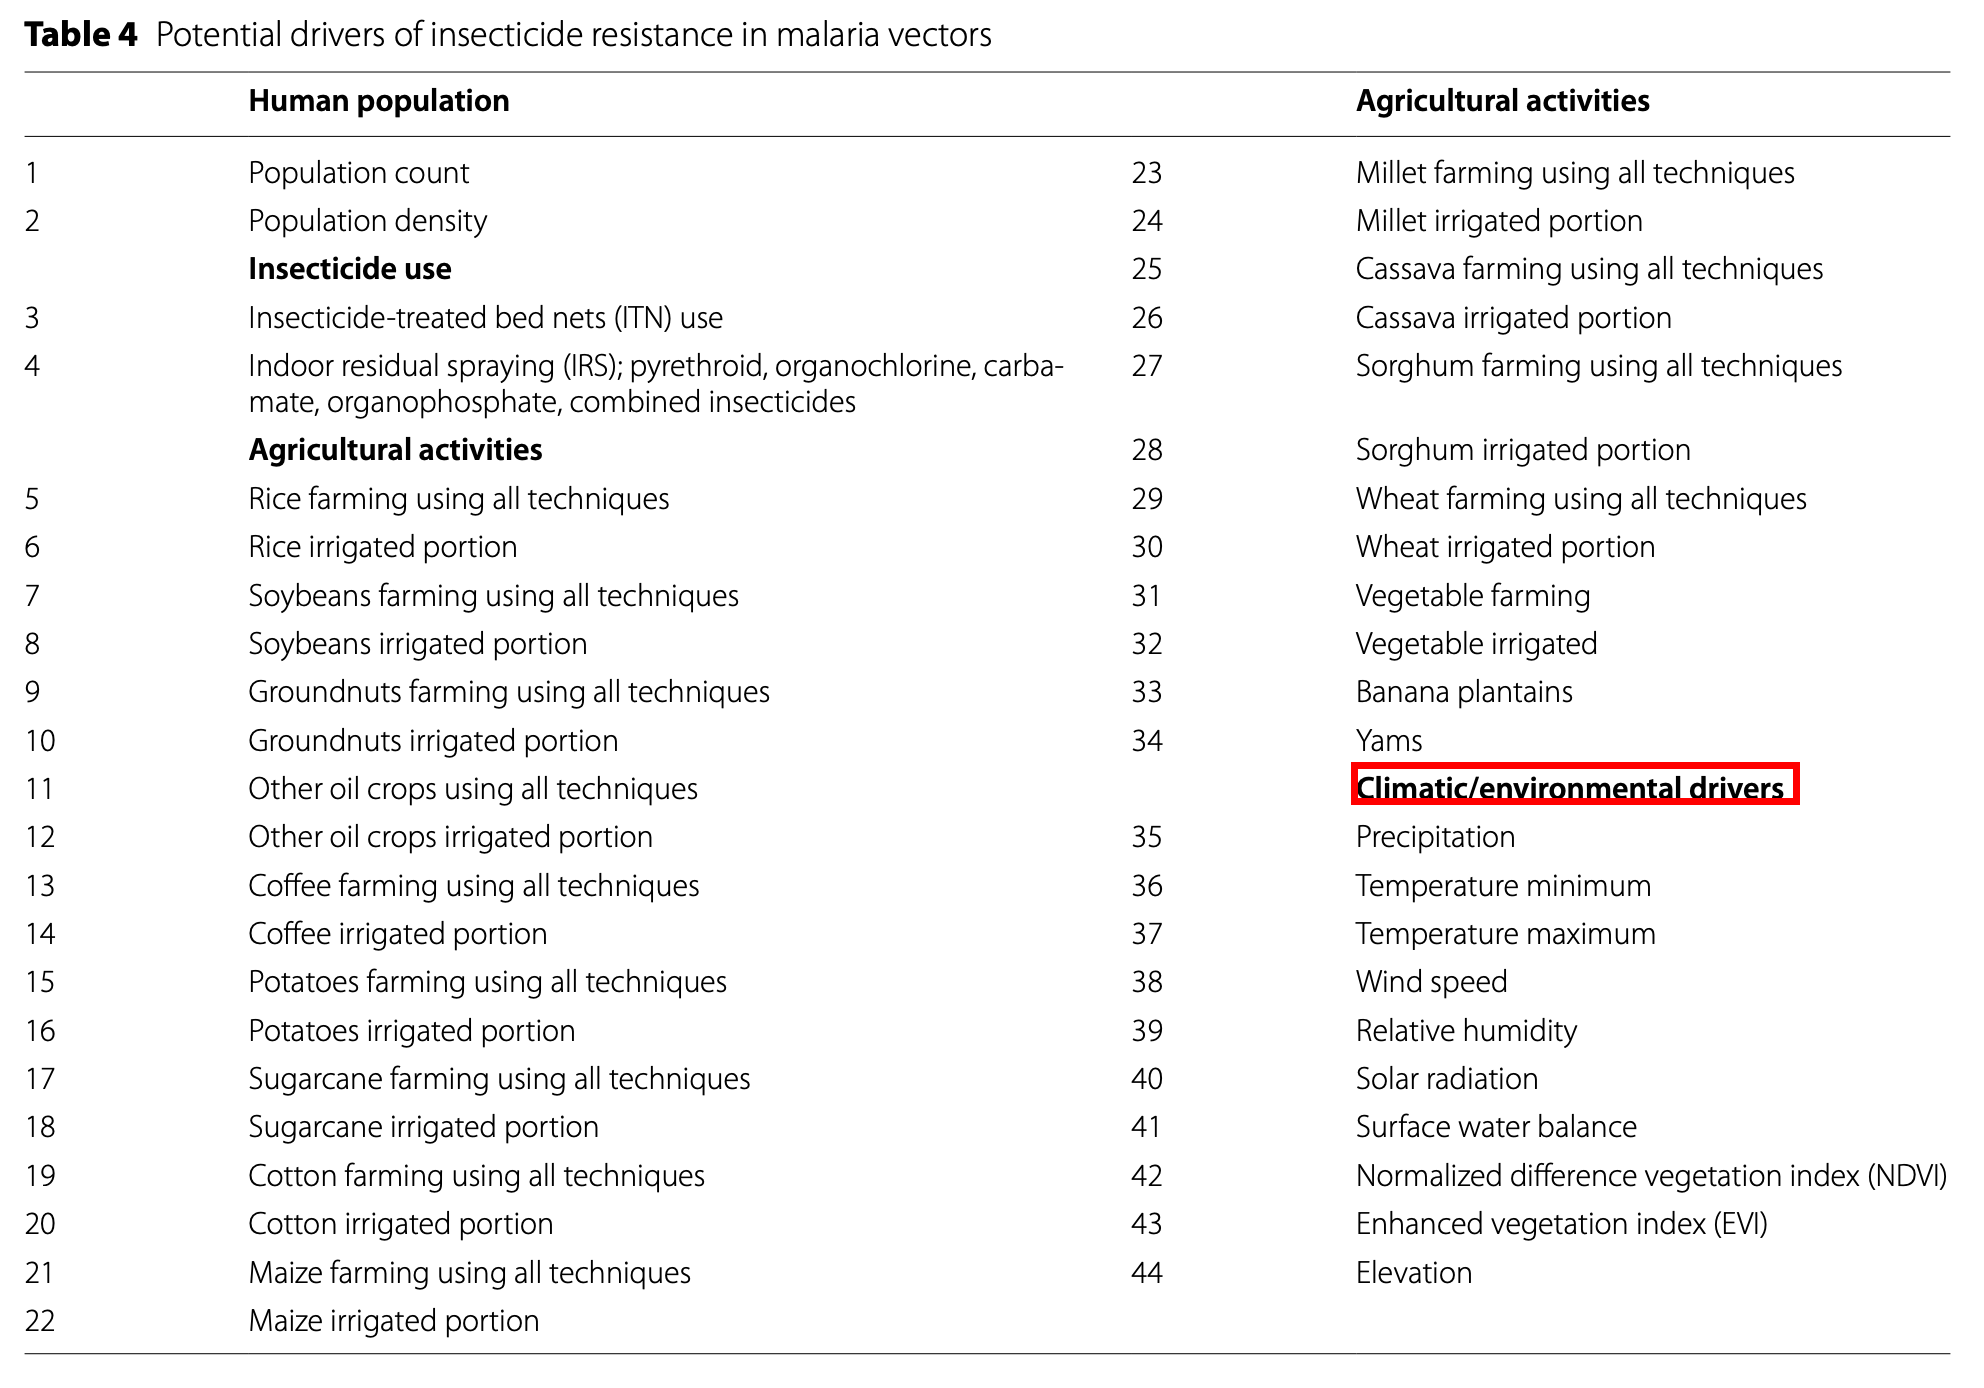 Table 4 Potential drivers of insecticide resistance in malaria vectors
Human population Agricultural activities
1 Population count 23 Millet farming using all techniques
2 Population density 24 Millet irrigated portion
Insecticide use 25 Cassava farming using all techniques
3 Insecticide-treated bed nets (ITN) use 26 Cassava irrigated portion
4 Indoor residual spraying (IRS); pyrethroid, organochlorine, carba- 27 Sorghum farming using all techniques
mate, organophosphate, combined insecticides
Agricultural activities 28 Sorghum irrigated portion
5 Rice farming using all techniques 29 Wheat farming using all techniques
6 Rice irrigated portion 30 Wheat irrigated portion
7 Soybeans farming using all techniques 31 Vegetable farming
8 Soybeans irrigated portion 32 Vegetable irrigated
9 Groundnuts farming using all techniques 33 Banana plantains
10 Groundnuts irrigated portion 34 Yams
11 Other oil crops using all techniques Climatic/environmental drivers
12 Other oil crops irrigated portion 35 Precipitation
13 Coffee farming using all techniques 36 Temperature minimum
14 Coffee irrigated portion 37 Temperature maximum
15 Potatoes farming using all techniques 38 Wind speed
16 Potatoes irrigated portion 39 Relative humidity
17 Sugarcane farming using all techniques 40 Solar radiation
18 Sugarcane irrigated portion 41 Surface water balance
19 Cotton farming using all techniques 42 Normalized difference vegetation index (NDVI)
20 Cotton irrigated portion 43 Enhanced vegetation index (EVI)
21 Maize farming using all techniques 44 Elevation
22 Maize irrigated portion